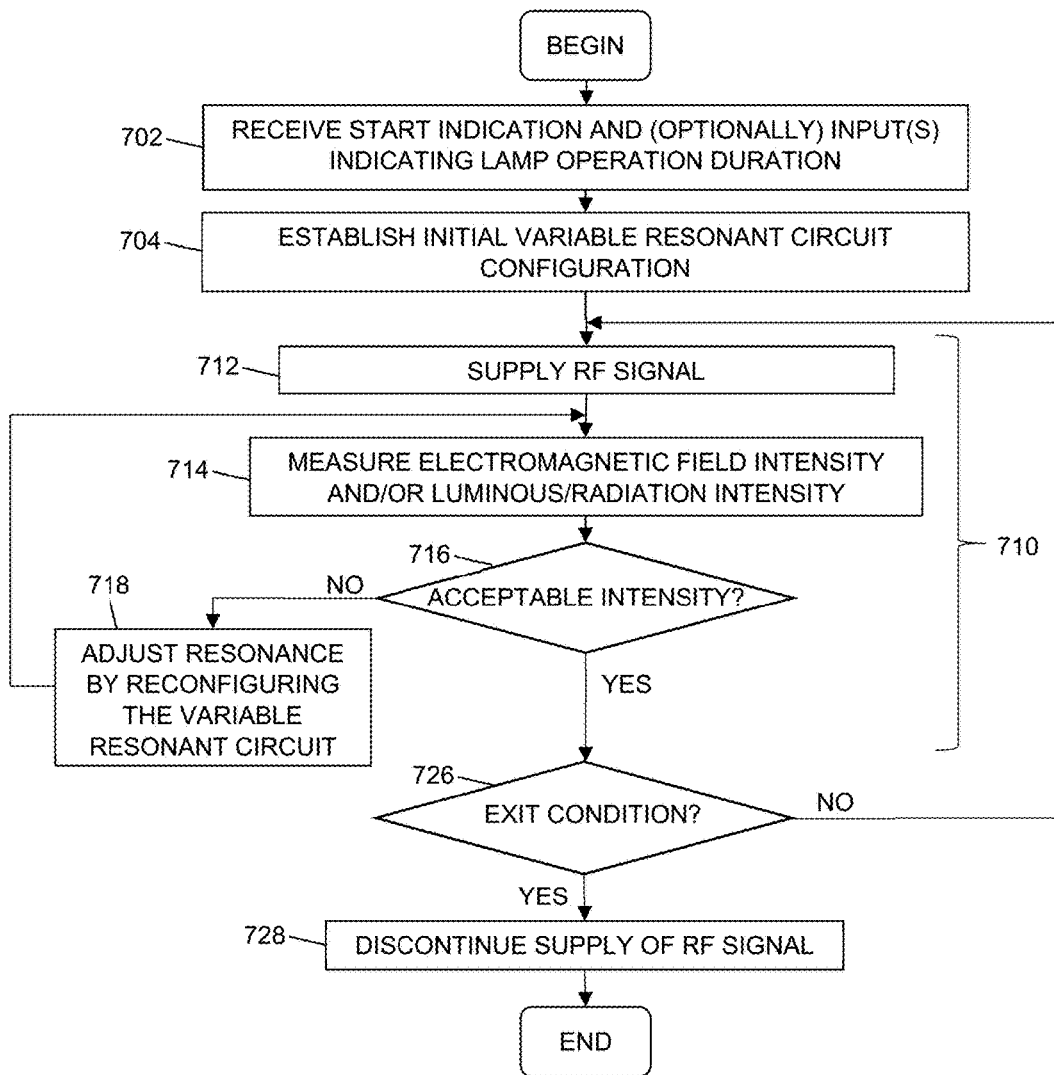 BEGIN
702
RECEIVE START INDICATION AND (OPTIONALLY) INPUT(S)
INDICATING LAMP OPERATION DURATION
704
ESTABLISH INITIAL VARIABLE RESONANT CIRCUIT
CONFIGURATION
712
SUPPLY RF SIGNAL
714
MEASURE ELECTROMAGNETIC FIELD INTENSITY
AND/OR LUMINOUS/RADIATION INTENSITY
710
716
ACCEPTABLE INTENSITY?
NO
718
ADJUST RESONANCE
BY RECONFIGURING
THE VARIABLE
RESONANT CIRCUIT
YES
726
EXIT CONDITION?
NO
YES
728
DISCONTINUE SUPPLY OF RF SIGNAL
END